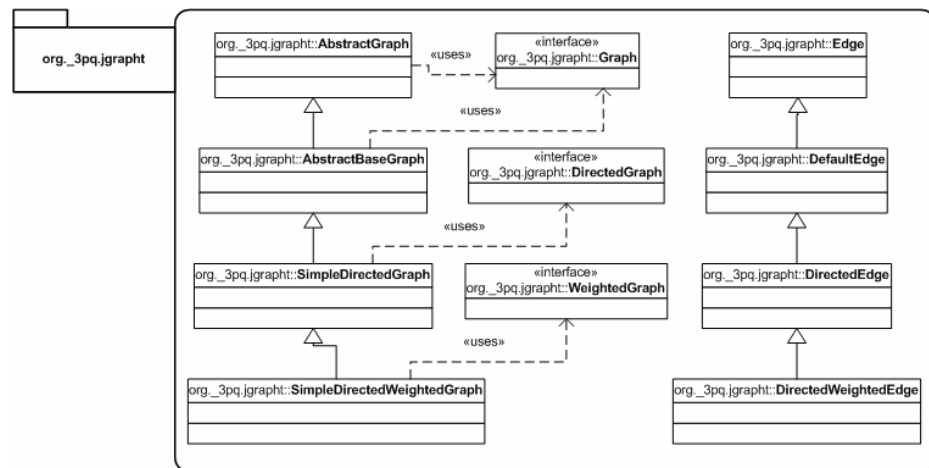 org._3pq.jgrapht
org._3pq.jgrapht::AbstractGraph
«uses»
«interface»
org._3pq.jgrapht::Graph
org._3pq.jgrapht::Edge
«uses»
org._3pq.jgrapht::AbstractBaseGraph
«interface»
org._3pq.jgrapht::DirectedGraph
org._3pq.jgrapht::DefaultEdge
«uses»
org._3pq.jgrapht::SimpleDirectedGraph
«interface»
org._3pq.jgrapht::WeightedGraph
org._3pq.jgrapht::DirectedEdge
«uses»
org._3pq.jgrapht::SimpleDirectedWeightedGraph
org._3pq.jgrapht::DirectedWeightedEdge